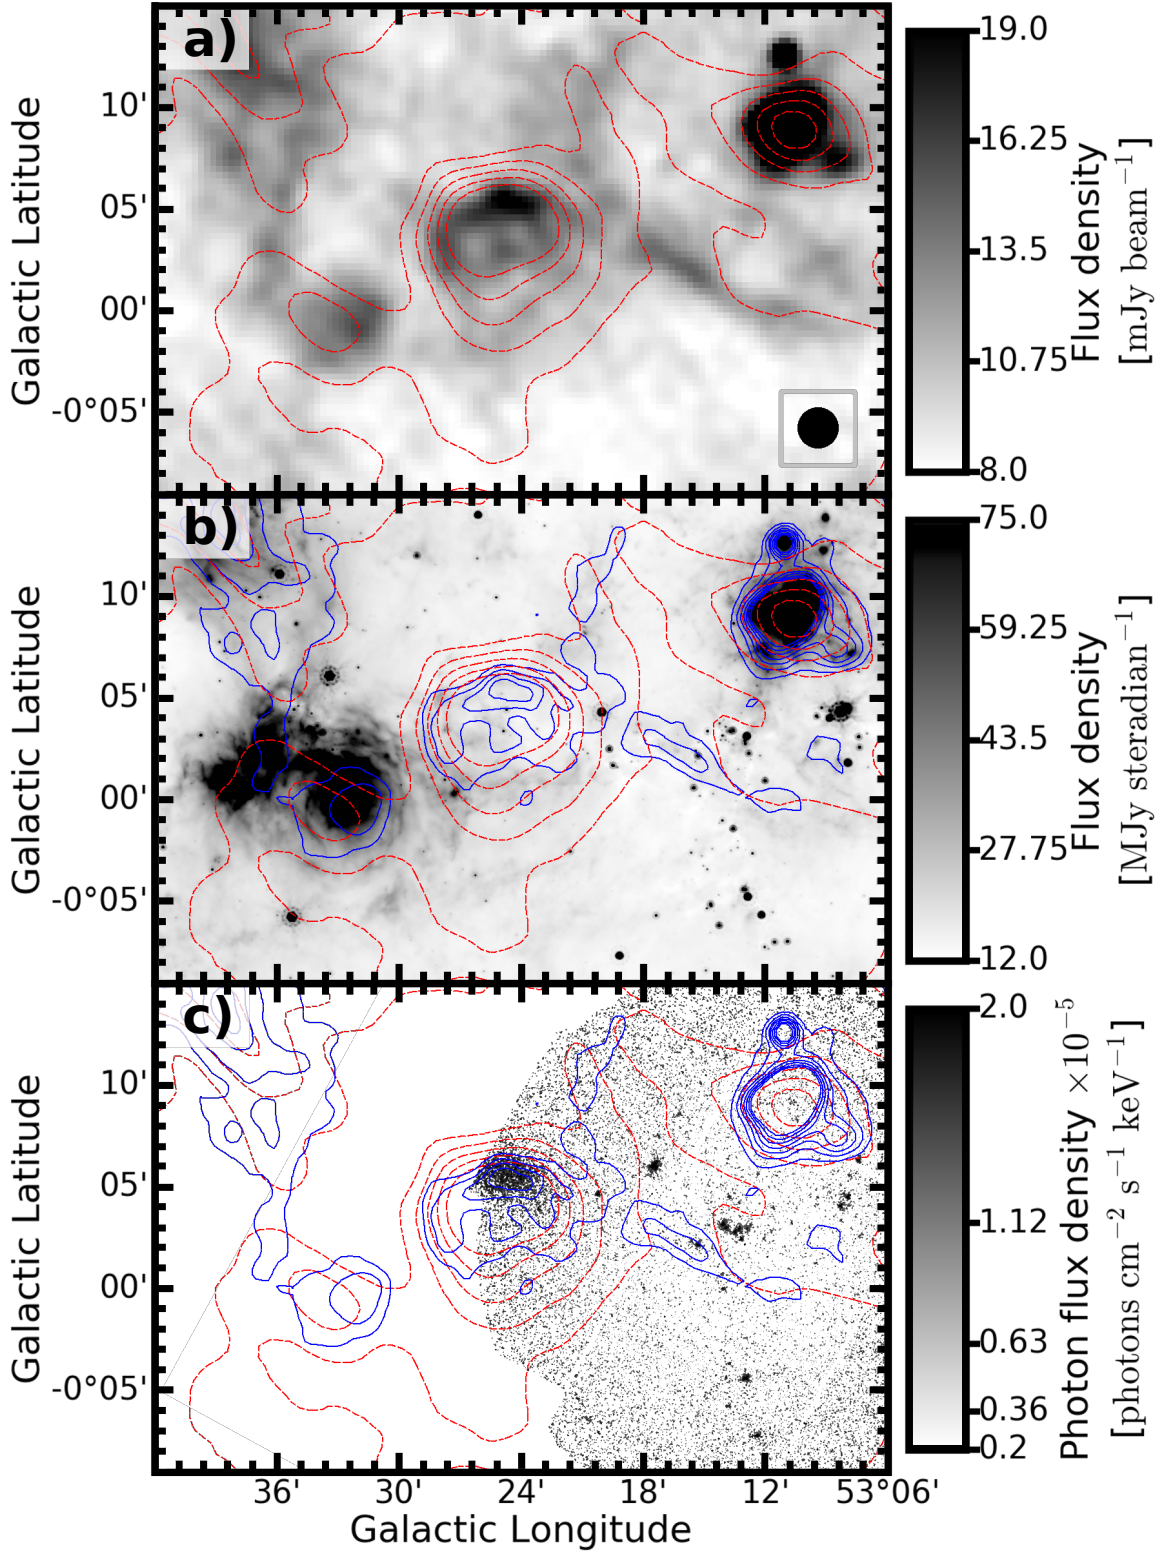 a)
10'
05'
00'
-0°05'
Galactic Latitude
19.0
16.25
13.5
10.75
8.0
Flux density
[mJy beam⁻¹]
b)
10'
05'
00'
-0°05'
Galactic Latitude
75.0
59.25
43.5
27.75
12.0
Flux density
[MJy steradian⁻¹]
c)
10'
05'
00'
-0°05'
Galactic Latitude
2.0
1.12
0.63
0.36
0.2
Photon flux density ×10⁻⁵
[photons cm⁻² s⁻¹ keV⁻¹]
36' 30' 24' 18' 12' 53°06'
Galactic Longitude